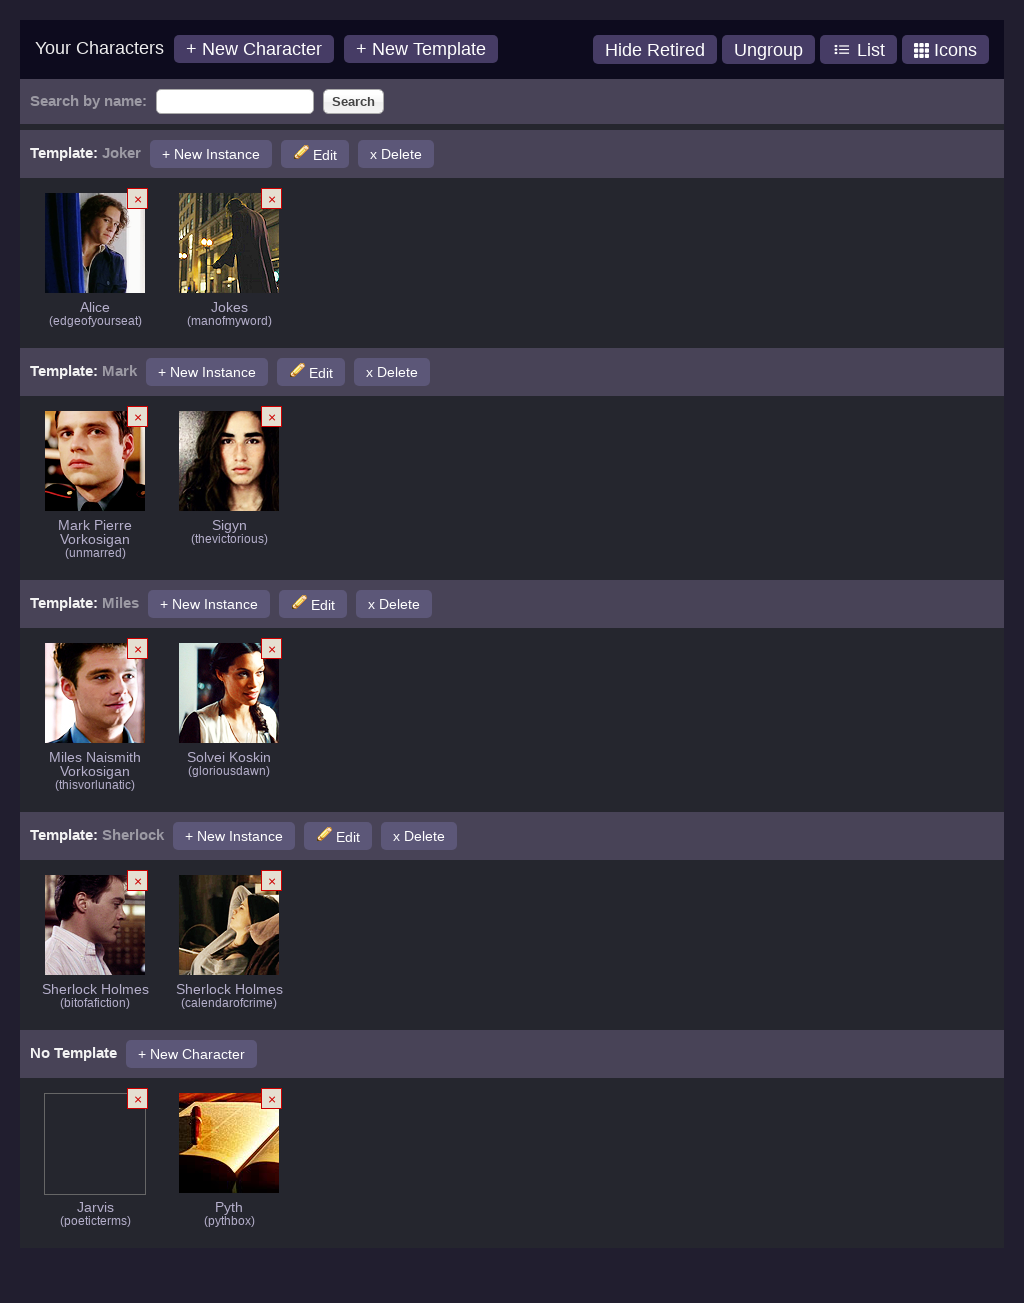 Your Characters + New Character + New Template Hide Retired Ungroup List Icons
Search by name: Search
Template: Joker + New Instance Edit x Delete
× ×
Alice Jokes
(edgeofyourseat) (manofmyword)
Template: Mark + New Instance Edit x Delete
× ×
Mark Pierre Sigyn
Vorkosigan (thevictorious)
(unmarred)
Template: Miles + New Instance Edit x Delete
× ×
Miles Naismith Solvei Koskin
Vorkosigan (gloriousdawn)
(thisvorlunatic)
Template: Sherlock + New Instance Edit x Delete
× ×
Sherlock Holmes Sherlock Holmes
(bitofafiction) (calendarofcrime)
No Template + New Character
× ×
Jarvis Pyth
(poeticterms) (pythbox)